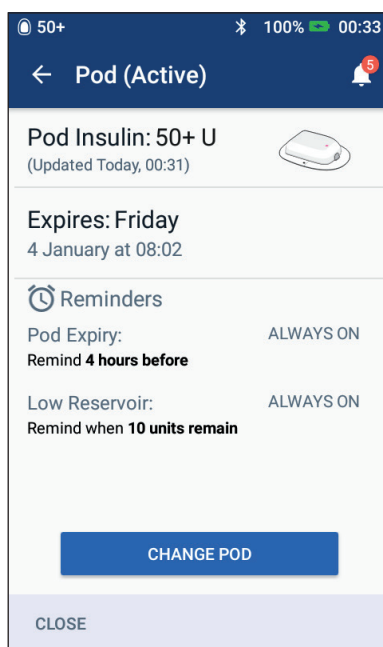 50+ 100% 00:33
Pod (Active) 5
Pod Insulin: 50+ U
(Updated Today, 00:31)
Expires: Friday
4 January at 08:02
Reminders
Pod Expiry: ALWAYS ON
Remind 4 hours before
Low Reservoir: ALWAYS ON
Remind when 10 units remain
CHANGE POD
CLOSE